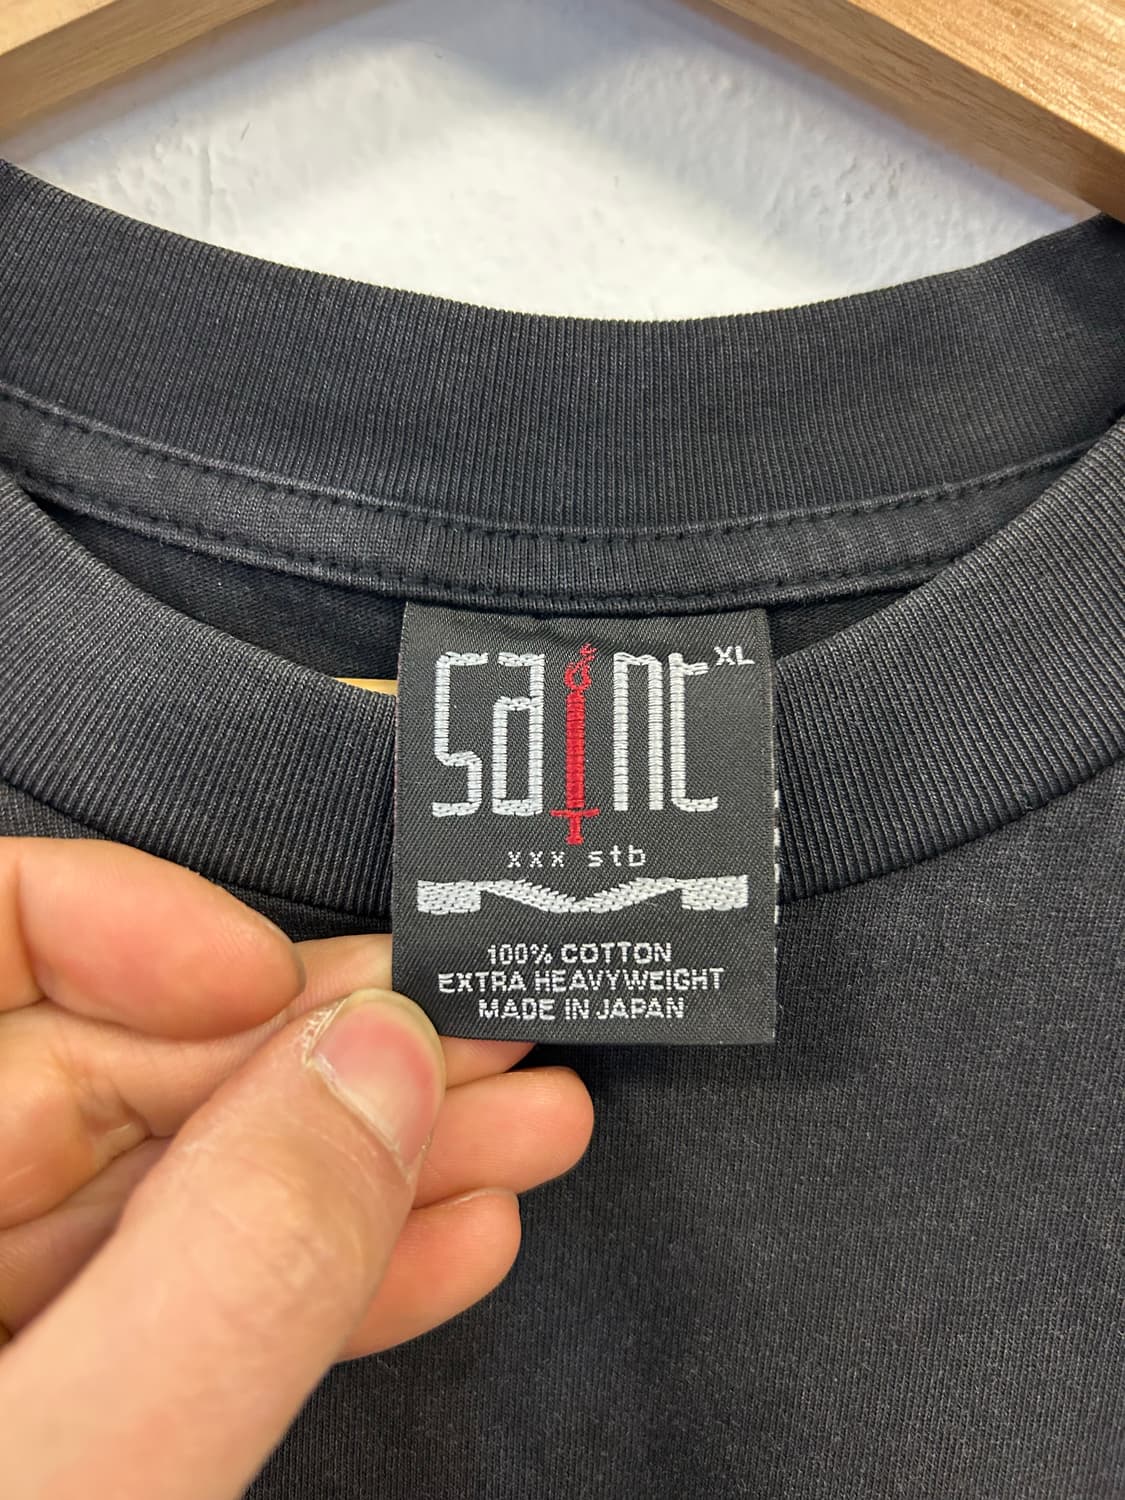 saint XL
xxx stb
M
100% COTTON
EXTRA HEAVYWEIGHT
MADE IN JAPAN